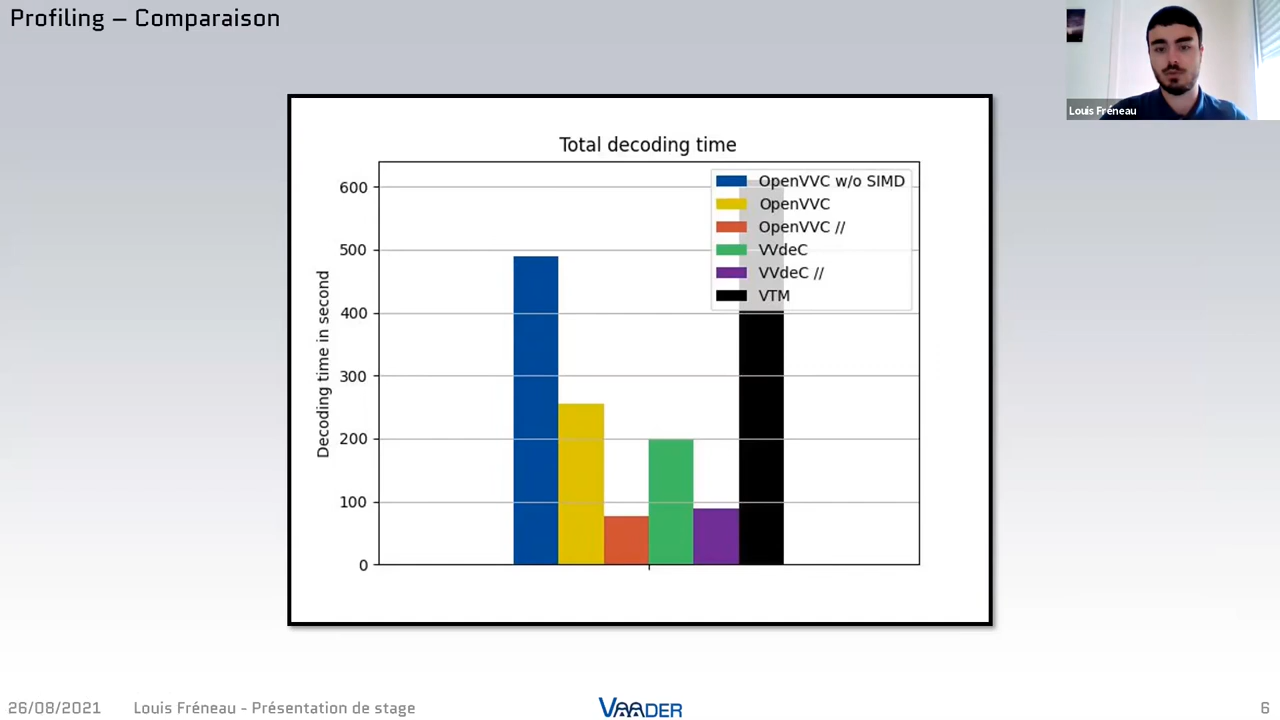 Profiling – Comparaison
Louis Fréneau
Total decoding time
OpenVVC w/o SIMD
OpenVVC
OpenVVC //
VVdeC
VVdeC //
VTM
600
500
400
300
200
100
0
Decoding time in second
26/08/2021
Louis Fréneau - Présentation de stage
VAADER
6